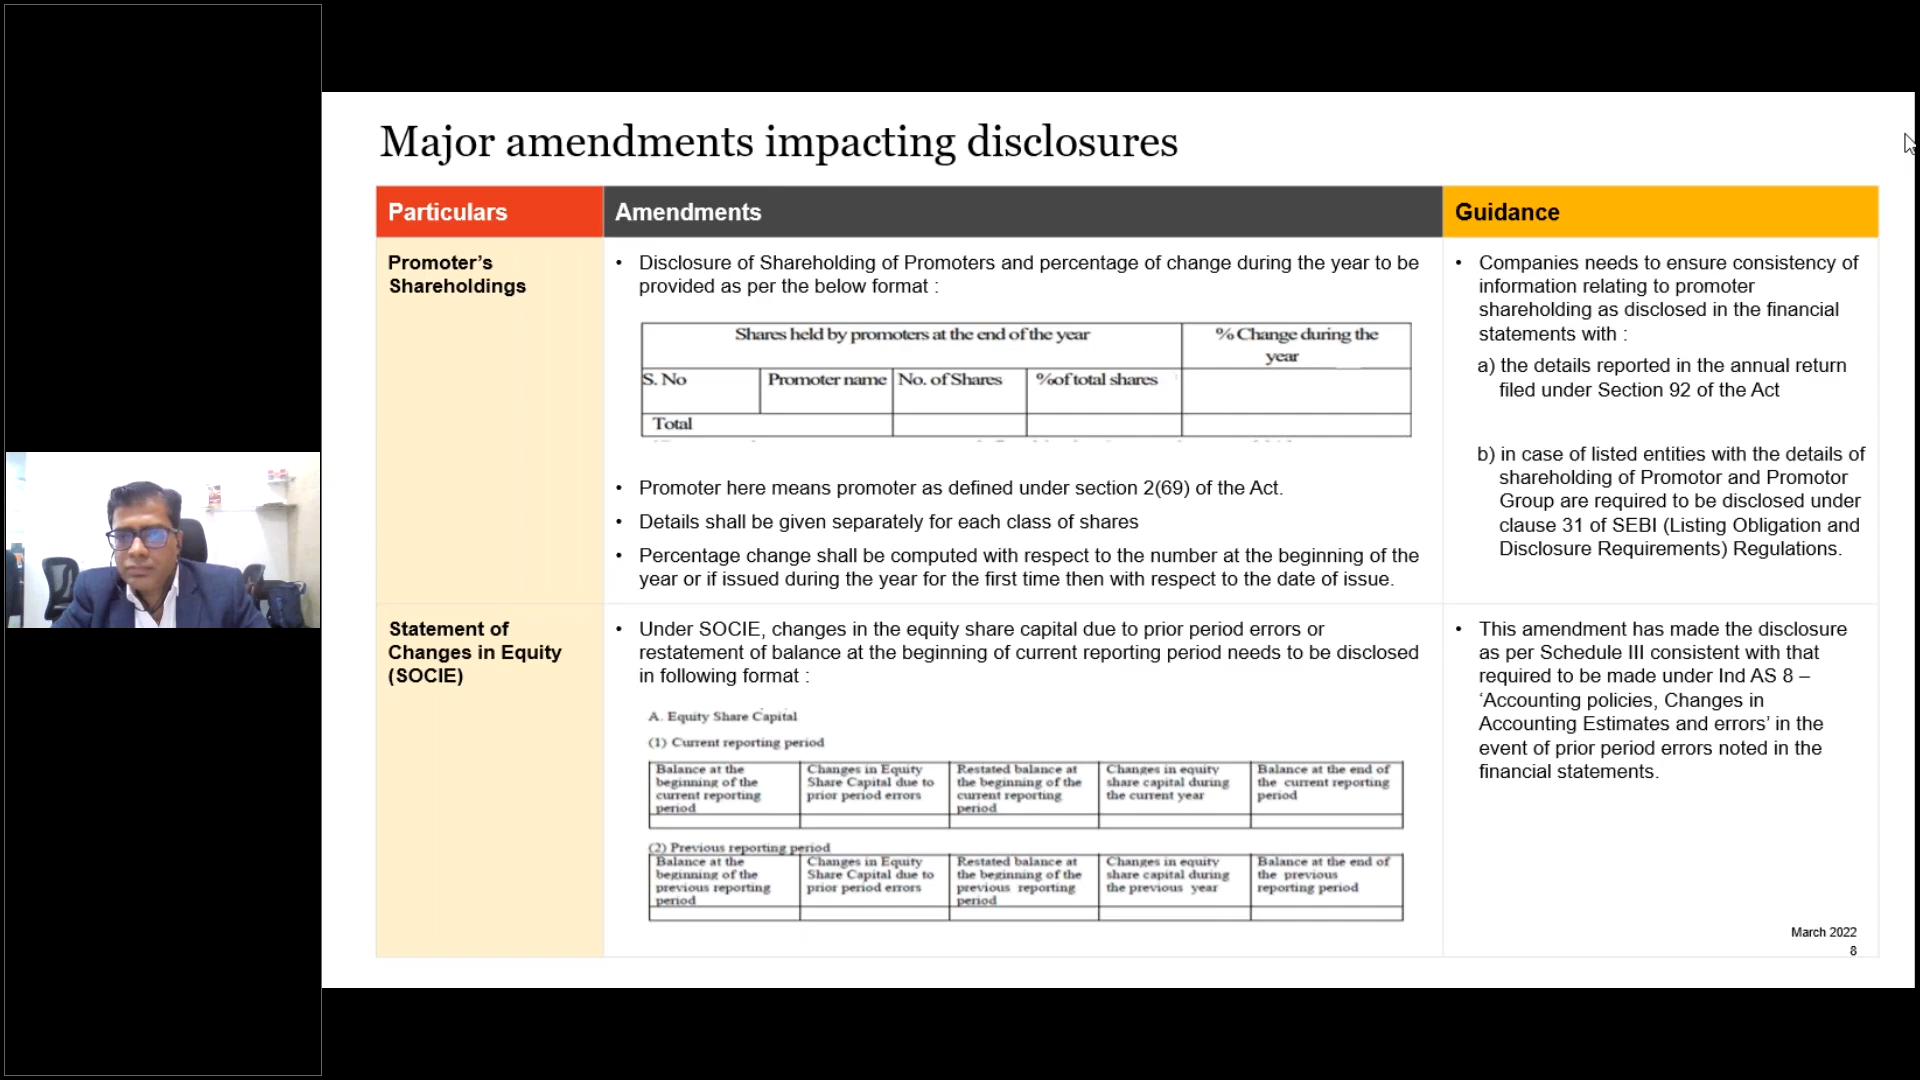 Major amendments impacting disclosures
Particulars
Amendments
Guidance
Promoter's
Shareholdings
• Disclosure of Shareholding of Promoters and percentage of change during the year to be
provided as per the below format :
Shares held by promoters at the end of the year
% Change during the
year
S. No
Promoter name
No. of Shares
%of total shares
Total
• Promoter here means promoter as defined under section 2(69) of the Act.
• Details shall be given separately for each class of shares
• Percentage change shall be computed with respect to the number at the beginning of the
year or if issued during the year for the first time then with respect to the date of issue.
• Companies needs to ensure consistency of
information relating to promoter
shareholding as disclosed in the financial
statements with :
a) the details reported in the annual return
filed under Section 92 of the Act
b) in case of listed entities with the details of
shareholding of Promotor and Promotor
Group are required to be disclosed under
clause 31 of SEBI (Listing Obligation and
Disclosure Requirements) Regulations.
Statement of
Changes in Equity
(SOCIE)
• Under SOCIE, changes in the equity share capital due to prior period errors or
restatement of balance at the beginning of current reporting period needs to be disclosed
in following format :
A. Equity Share Capital
(1) Current reporting period
Balance at the
beginning of the
current reporting
period
Changes in Equity
Share Capital due to
prior period errors
Restated balance at
the beginning of the
current reporting
period
Changes in equity
share capital during
the current year
Balance at the end of
the current reporting
period
(2) Previous reporting period
Balance at the
beginning of the
previous reporting
period
Changes in Equity
Share Capital due to
prior period errors
Restated balance at
the beginning of the
previous reporting
period
Changes in equity
share capital during
the previous year
Balance at the end of
the previous
reporting period
• This amendment has made the disclosure
as per Schedule III consistent with that
required to be made under Ind AS 8 –
‘Accounting policies, Changes in
Accounting Estimates and errors’ in the
event of prior period errors noted in the
financial statements.
March 2022
8